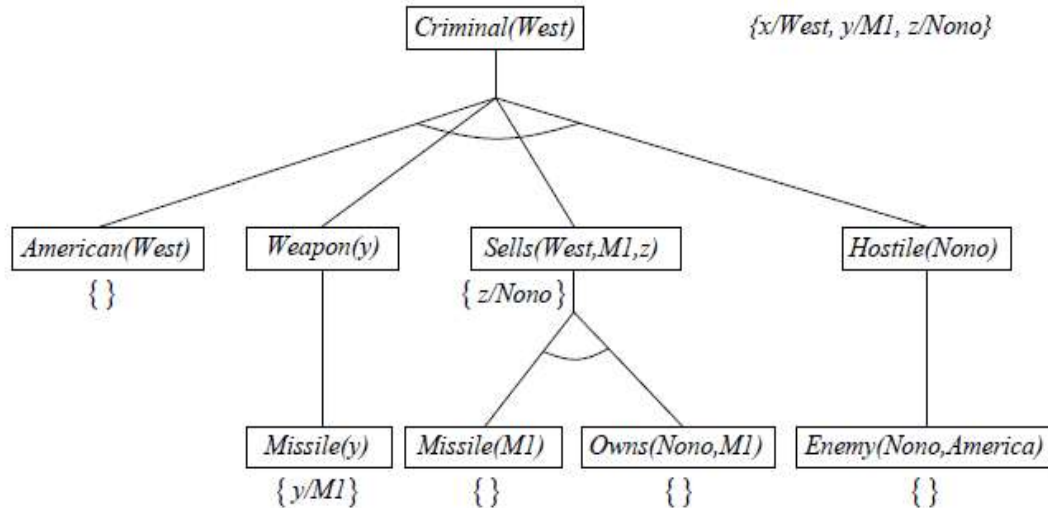 Criminal(West)
{x/West, y/M1, z/Nono}
American(West)
Weapon(y)
Sells(West,M1,z)
Hostile(Nono)
{ }
{ z/Nono }
Missile(y)
Missile(M1)
Owns(Nono,M1)
Enemy(Nono,America)
{ y/M1 }
{ }
{ }
{ }